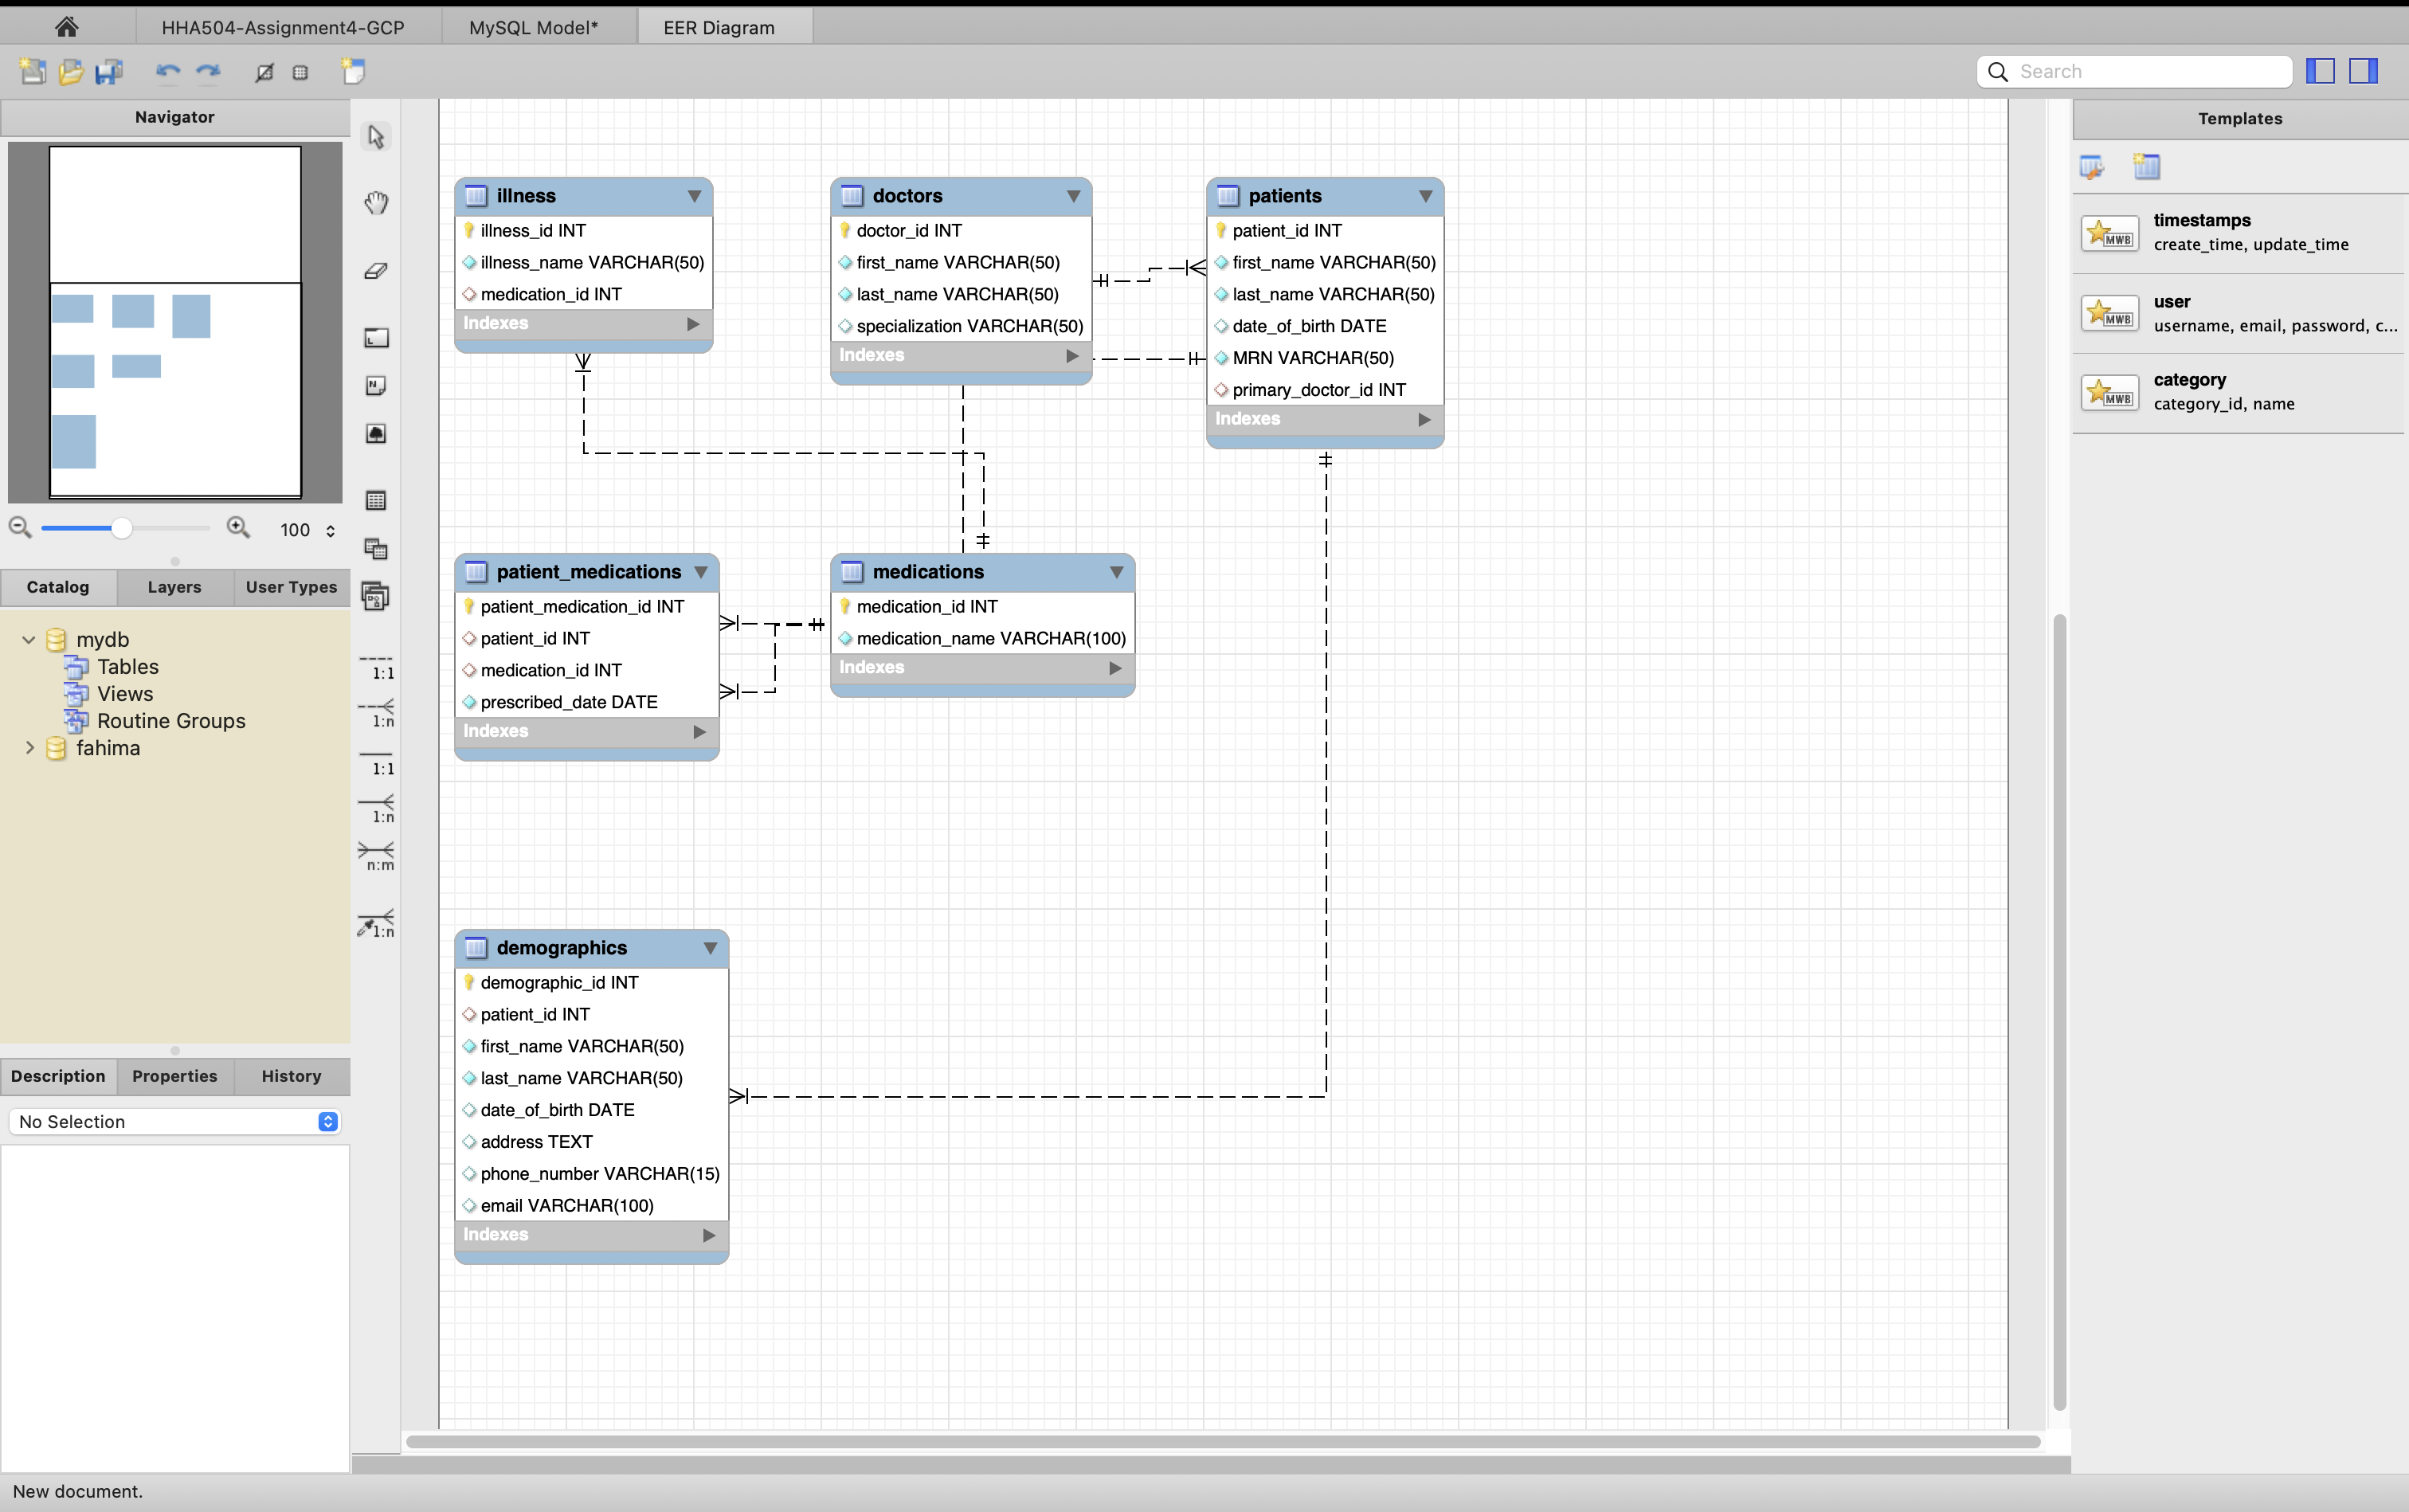 HHA504-Assignment4-GCP
MySQL Model*
EER Diagram
Search
Navigator
100
Catalog
Layers
User Types
mydb
Tables
Views
Routine Groups
fahima
Description
Properties
History
No Selection
1:1
1:n
1:1
1:n
n:m
1:n
illness
illness_id INT
illness_name VARCHAR(50)
medication_id INT
Indexes
doctors
doctor_id INT
first_name VARCHAR(50)
last_name VARCHAR(50)
specialization VARCHAR(50)
Indexes
patients
patient_id INT
first_name VARCHAR(50)
last_name VARCHAR(50)
date_of_birth DATE
MRN VARCHAR(50)
primary_doctor_id INT
Indexes
patient_medications
patient_medication_id INT
patient_id INT
medication_id INT
prescribed_date DATE
Indexes
medications
medication_id INT
medication_name VARCHAR(100)
Indexes
demographics
demographic_id INT
patient_id INT
first_name VARCHAR(50)
last_name VARCHAR(50)
date_of_birth DATE
address TEXT
phone_number VARCHAR(15)
email VARCHAR(100)
Indexes
Templates
MWB
timestamps
create_time, update_time
MWB
user
username, email, password, c...
MWB
category
category_id, name
New document.